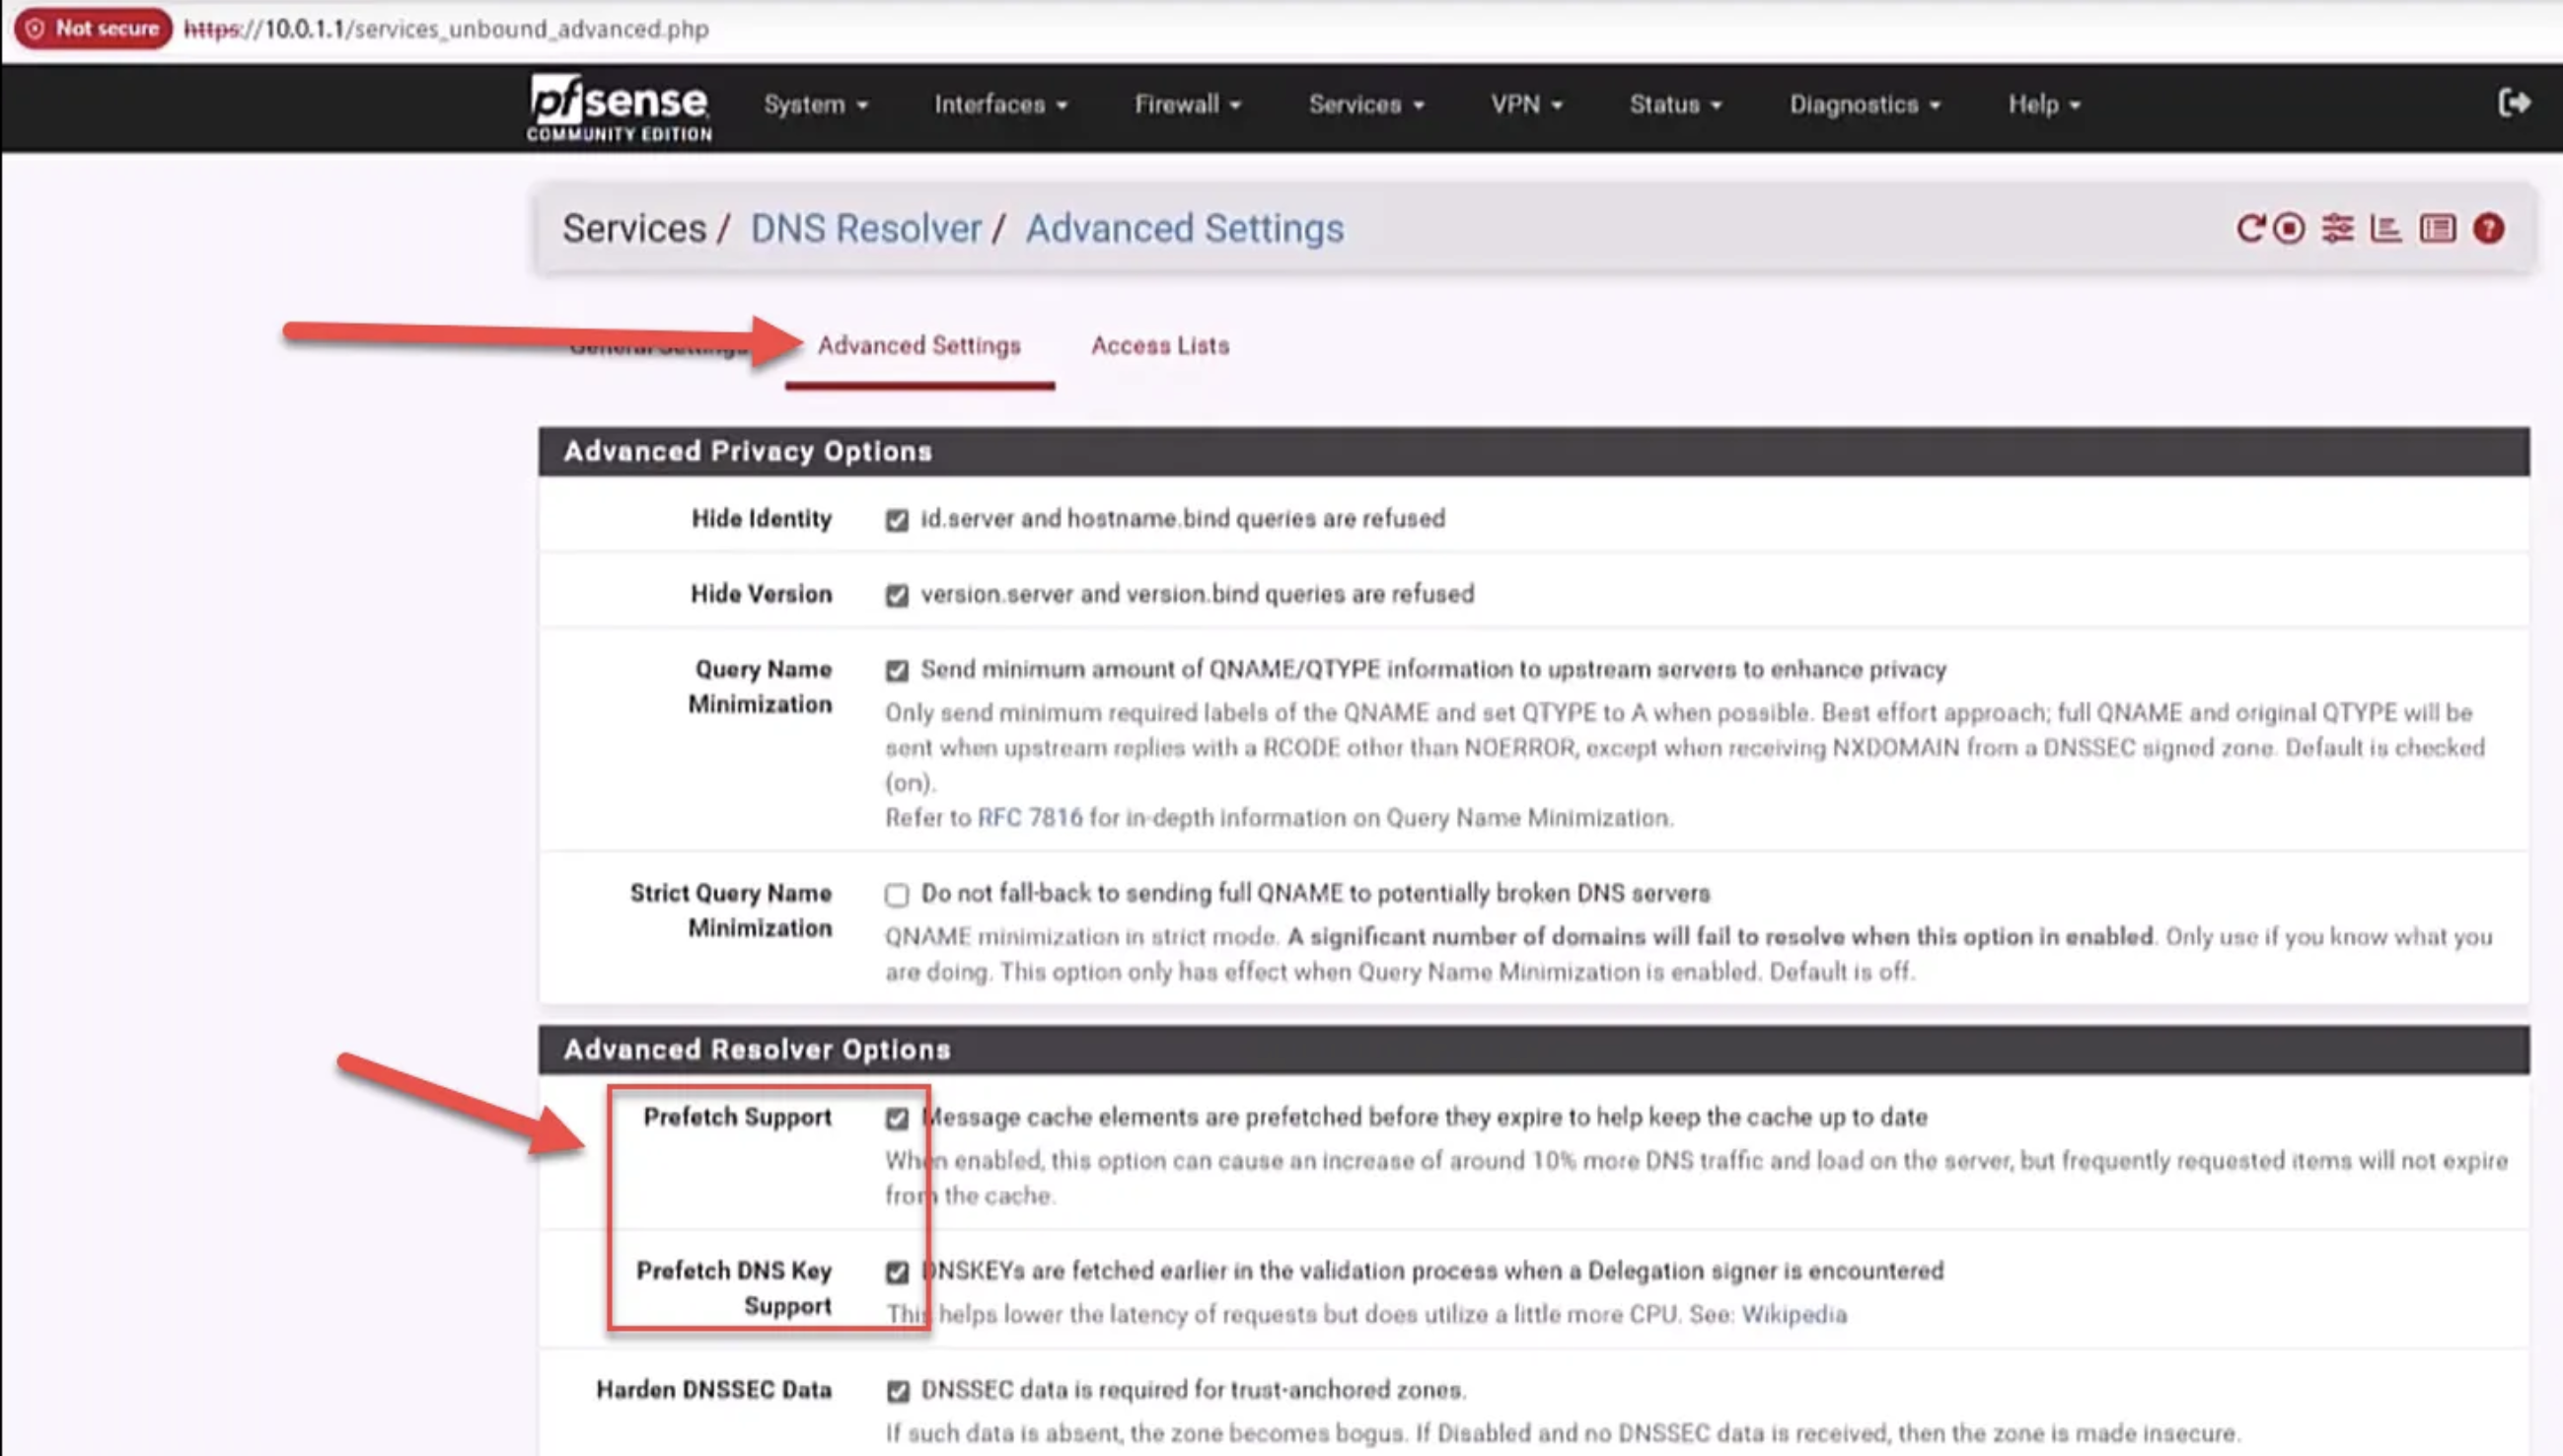 Not secure
https://10.0.1.1/services_unbound_advanced.php
pfsense
COMMUNITY EDITION
System
Interfaces
Firewall
Services
VPN
Status
Diagnostics
Help
Services / DNS Resolver / Advanced Settings
General Settings
Advanced Settings
Access Lists
Advanced Privacy Options
Hide Identity
id.server and hostname.bind queries are refused
Hide Version
version.server and version.bind queries are refused
Query Name
Minimization
Send minimum amount of QNAME/QTYPE information to upstream servers to enhance privacy
Only send minimum required labels of the QNAME and set QTYPE to A when possible. Best effort approach; full QNAME and original QTYPE will be
sent when upstream replies with a RCODE other than NOERROR, except when receiving NXDOMAIN from a DNSSEC signed zone. Default is checked
(on).
Refer to RFC 7816 for in-depth information on Query Name Minimization.
Strict Query Name
Minimization
Do not fall-back to sending full QNAME to potentially broken DNS servers
QNAME minimization in strict mode. A significant number of domains will fail to resolve when this option in enabled. Only use if you know what you
are doing. This option only has effect when Query Name Minimization is enabled. Default is off.
Advanced Resolver Options
Prefetch Support
Message cache elements are prefetched before they expire to help keep the cache up to date
When enabled, this option can cause an increase of around 10% more DNS traffic and load on the server, but frequently requested items will not expire
from the cache.
Prefetch DNS Key
Support
DNSKEYs are fetched earlier in the validation process when a Delegation signer is encountered
This helps lower the latency of requests but does utilize a little more CPU. See: Wikipedia
Harden DNSSEC Data
DNSSEC data is required for trust-anchored zones.
If such data is absent, the zone becomes bogus. If Disabled and no DNSSEC data is received, then the zone is made insecure.